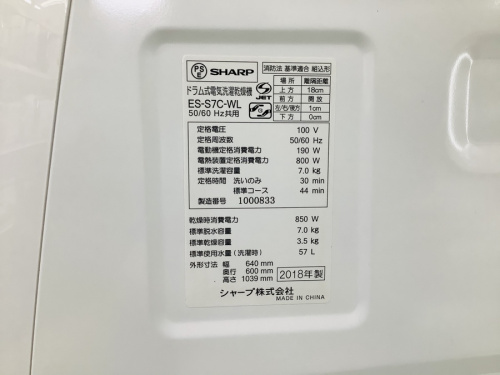 PS E SHARP
ドラム式電気洗濯乾燥機
ES-S7C-WL
50/60 Hz共用
JET
消防法 基準適合 組込形
場所 離隔距離
上方 18cm
前方 開放
左/右/後方 1cm
下方 0cm
定格電圧 100 V
定格周波数 50/60 Hz
電動機定格消費電力 190 W
電熱装置定格消費電力 800 W
標準洗濯容量 7.0 kg
定格時間 洗いのみ 30 min
標準コース 44 min
製造番号 1000833
乾燥時消費電力 850 W
標準脱水容量 7.0 kg
標準乾燥容量 3.5 kg
標準使用水量(洗濯時) 57 L
外形寸法 幅 640 mm
奥行 600 mm
高さ 1039 mm
2018年製
シャープ株式会社
MADE IN CHINA